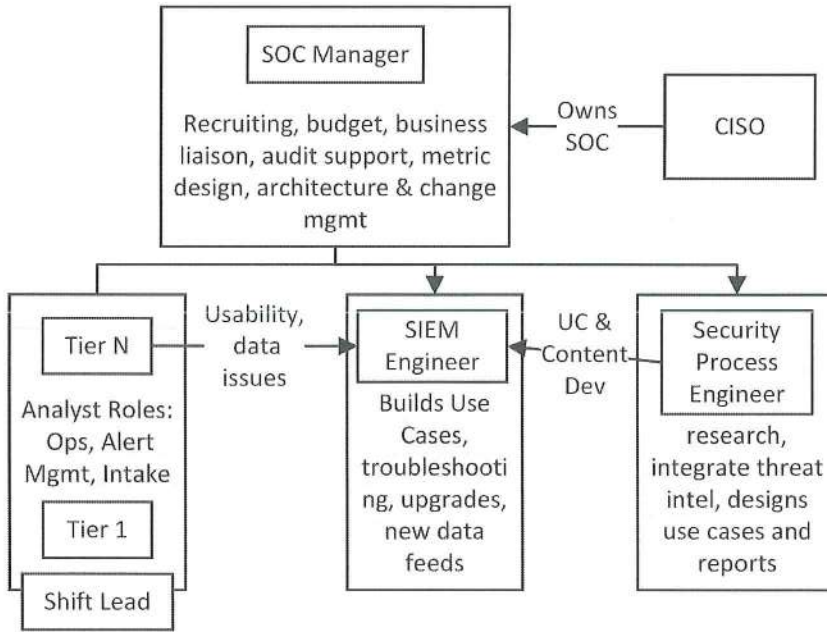 SOC Manager
Recruiting, budget, business
liaison, audit support, metric
design, architecture & change
mgmt
Owns
SOC
CISO
Tier N
Analyst Roles:
Ops, Alert
Mgmt, Intake
Tier 1
Shift Lead
Usability,
data
issues
SIEM
Engineer
Builds Use
Cases,
troubleshooti
ng, upgrades,
new data
feeds
UC &
Content
Dev
Security
Process
Engineer
research,
integrate threat
intel, designs
use cases and
reports